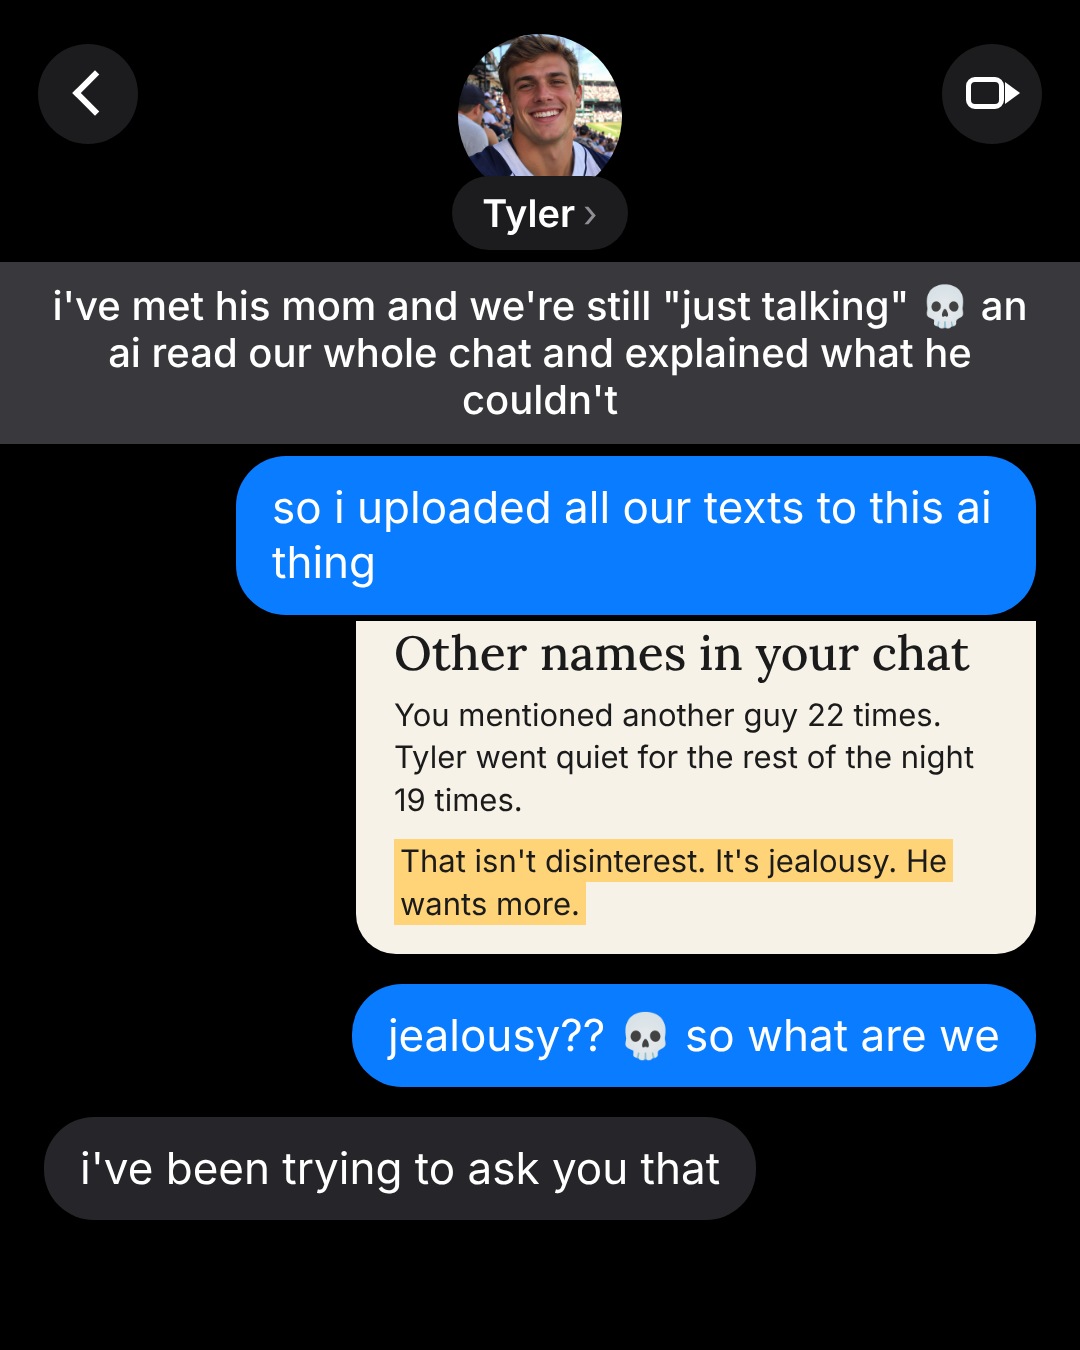 Tyler ›
i've met his mom and we're still "just talking" 💀 an
ai read our whole chat and explained what he
couldn't
so i uploaded all our texts to this ai
thing
Other names in your chat
You mentioned another guy 22 times.
Tyler went quiet for the rest of the night
19 times.
That isn't disinterest. It's jealousy. He
wants more.
jealousy?? 💀 so what are we
i've been trying to ask you that